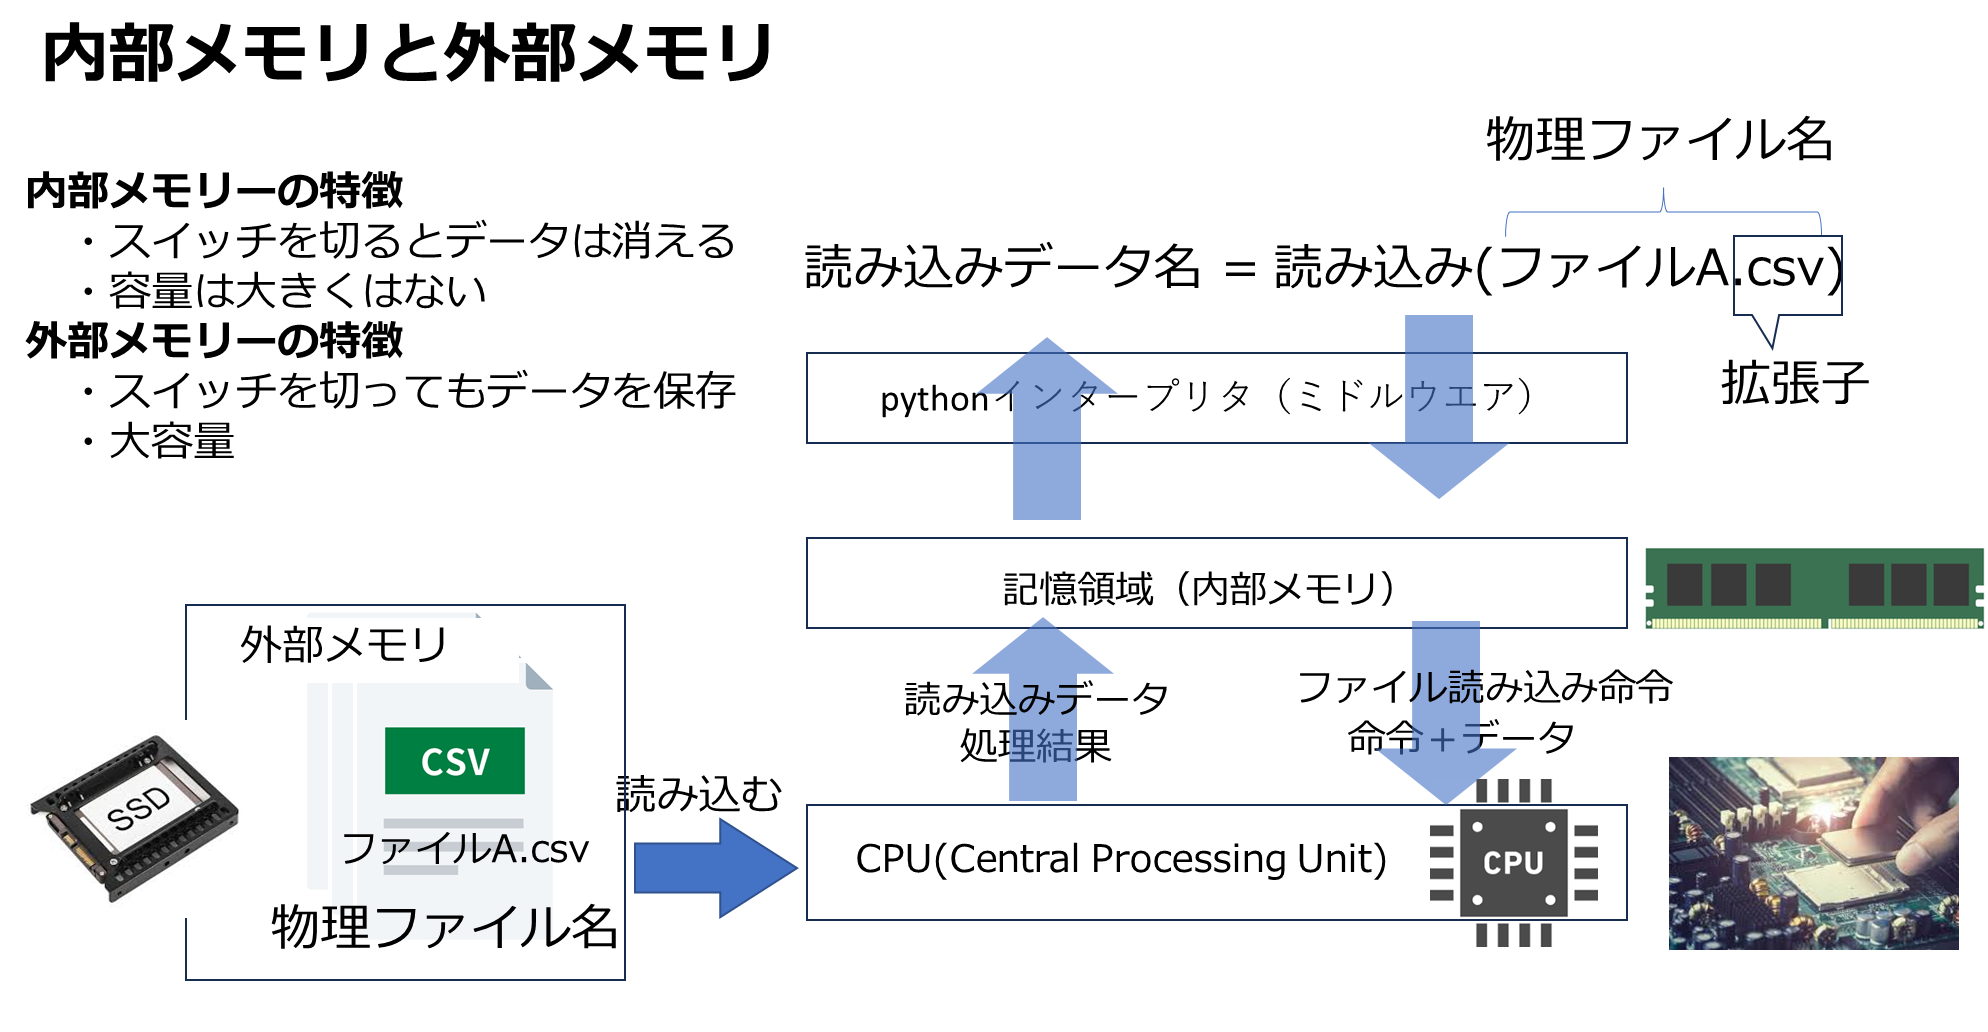 内部メモリと外部メモリ
内部メモリーの特徴
・スイッチを切るとデータは消える
・容量は大きくはない
外部メモリーの特徴
・スイッチを切ってもデータを保存
・大容量
物理ファイル名
読み込みデータ名 = 読み込み(ファイルA.csv)
拡張子
pythonインタープリタ（ミドルウエア）
記憶領域（内部メモリ）
読み込みデータ
処理結果
ファイル読み込み命令
命令＋データ
外部メモリ
SSD
CSV
ファイルA.csv
物理ファイル名
読み込む
CPU(Central Processing Unit)
CPU